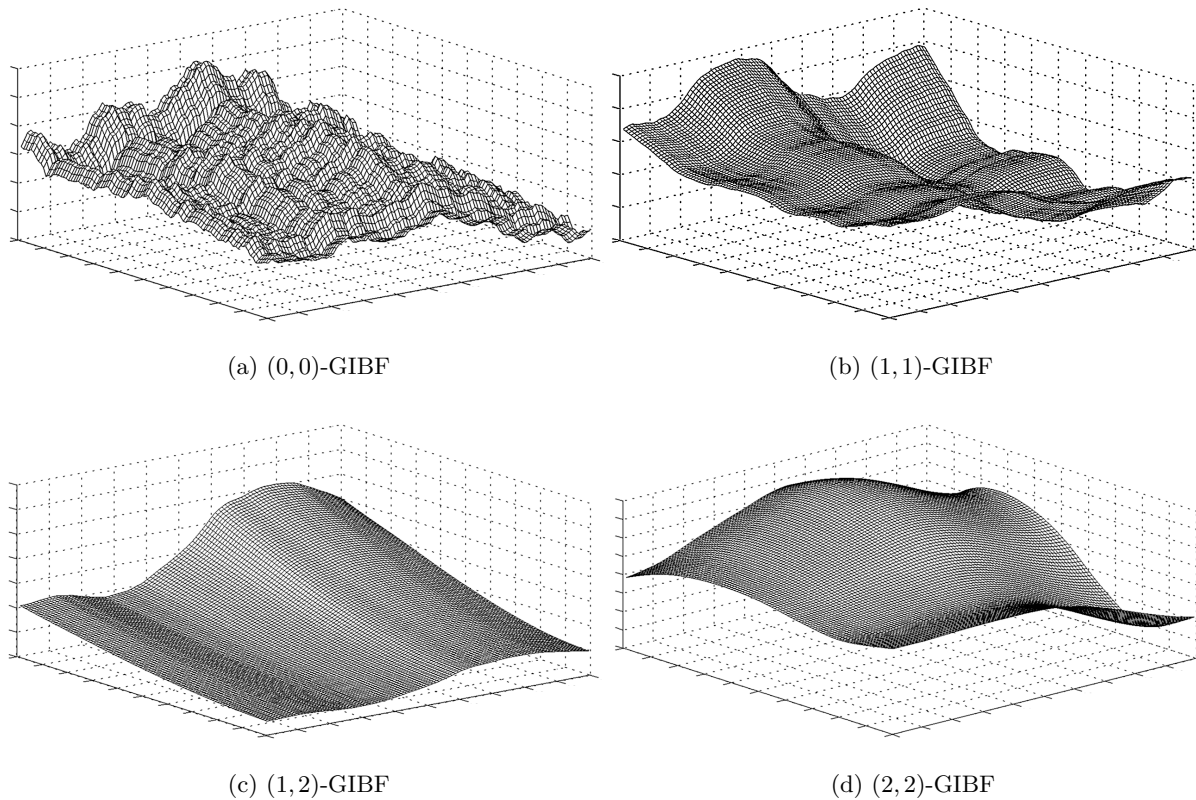 (a) (0, 0)-GIBF
(b) (1, 1)-GIBF
(c) (1, 2)-GIBF
(d) (2, 2)-GIBF